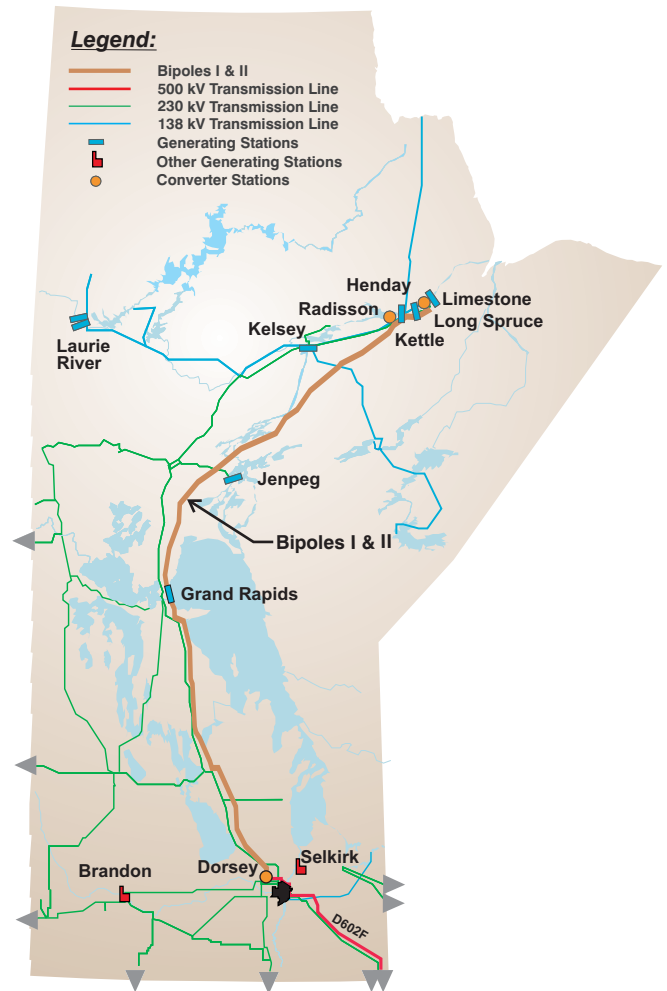 Legend:
Bipoles I & II
500 kV Transmission Line
230 kV Transmission Line
138 kV Transmission Line
Generating Stations
Other Generating Stations
Converter Stations
Henday
Limestone
Radisson
Long Spruce
Kelsey
Kettle
Laurie
River
Jenpeg
Bipoles I & II
Grand Rapids
Selkirk
Dorsey
Brandon
D602F